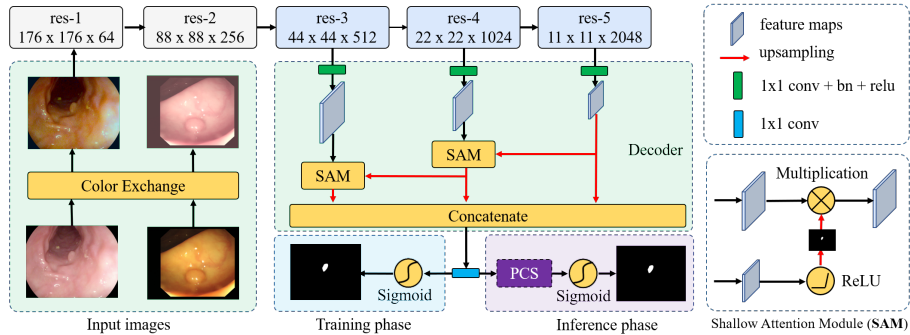 res-1
176 x 176 x 64
res-2
88 x 88 x 256
res-3
44 x 44 x 512
res-4
22 x 22 x 1024
res-5
11 x 11 x 2048
Color Exchange
Input images
SAM
SAM
Decoder
Concatenate
Sigmoid
Training phase
PCS
Sigmoid
Inference phase
feature maps
upsampling
1x1 conv + bn + relu
1x1 conv
Multiplication
ReLU
Shallow Attention Module (SAM)